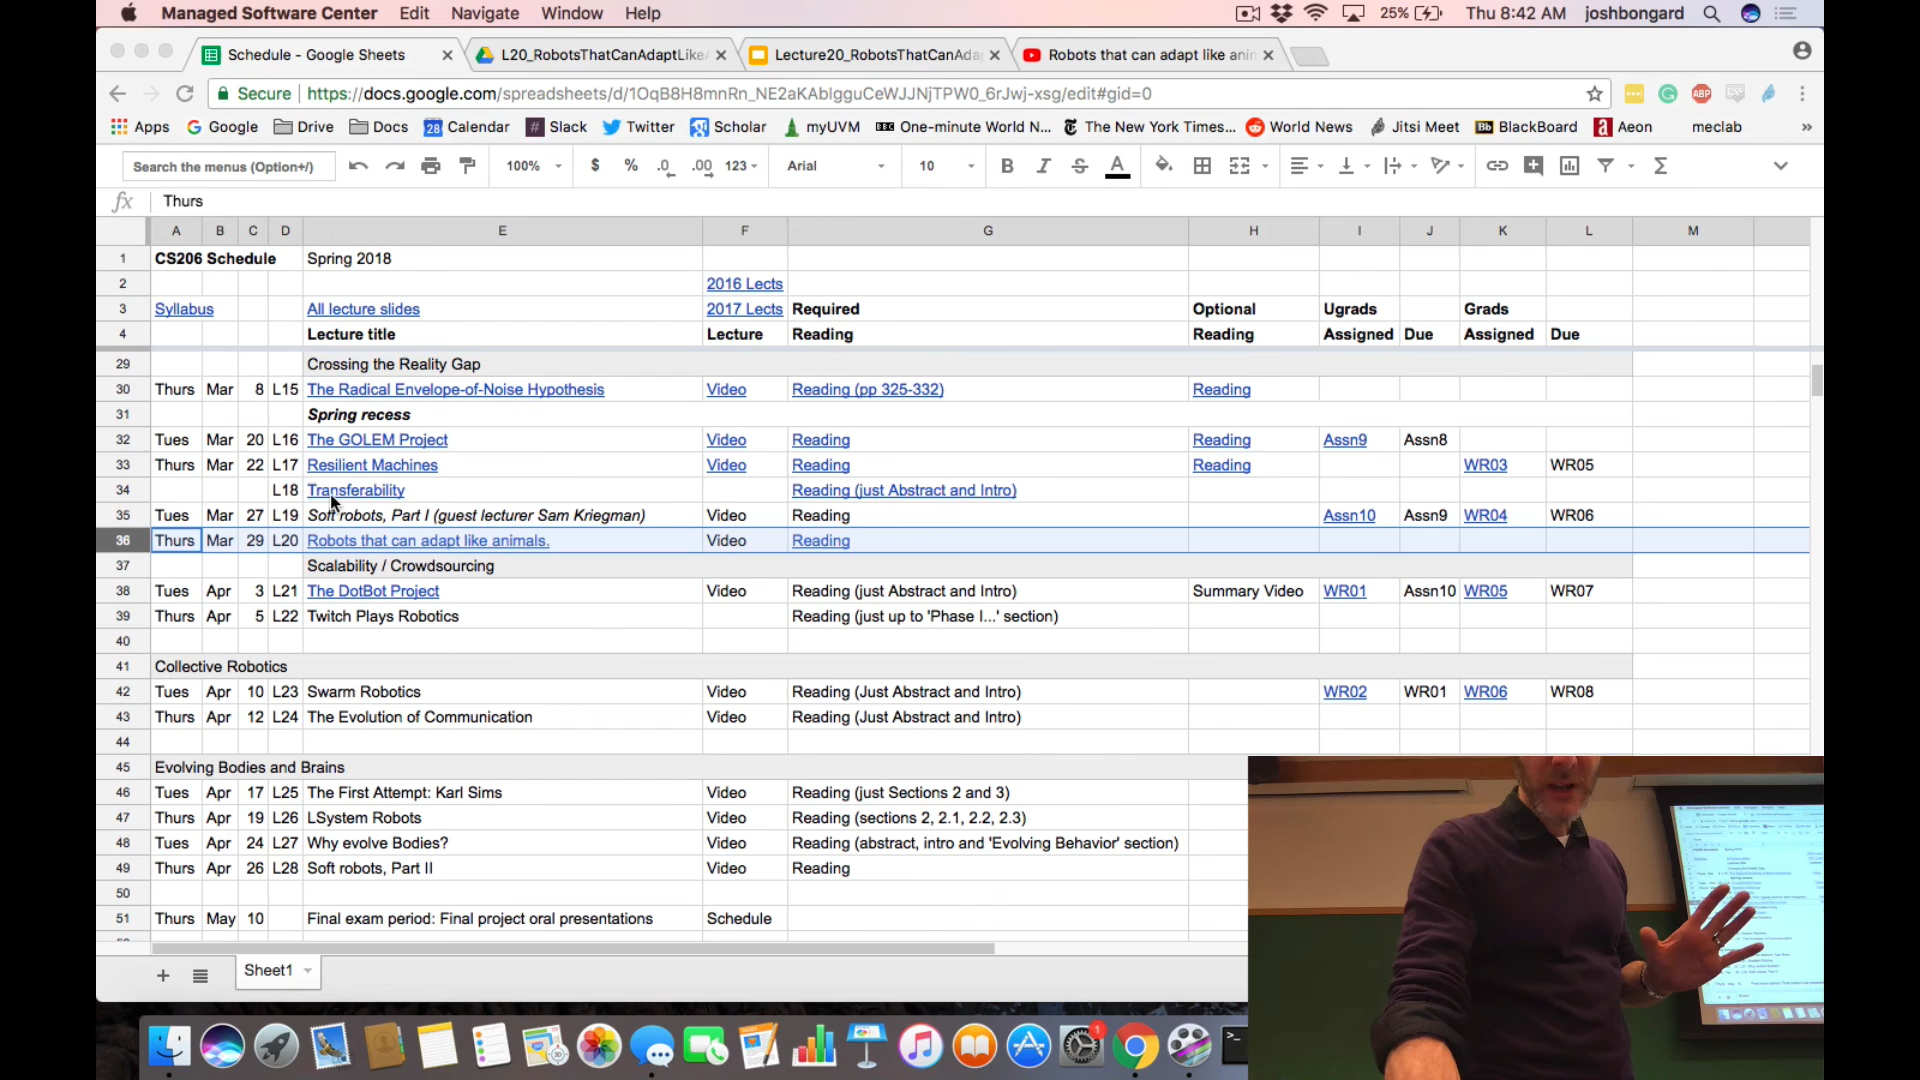 Managed Software Center Edit Navigate Window Help 25% Thu 8:42 AM joshbongard
Schedule - Google Sheets L20_RobotsThatCanAdaptLike Lecture20_RobotsThatCanAda Robots that can adapt like anim
Secure https://docs.google.com/spreadsheets/d/1OqB8H8mnRn_NE2aKAblgguCeWJJNjTPW0_6rJwj-xsg/edit#gid=0 ABP
Apps Google Drive Docs 28 Calendar # Slack Twitter Scholar myUVM BBC One-minute World N... The New York Times... World News Jitsi Meet Bb BlackBoard a Aeon meclab »
Search the menus (Option+/) 100% $ % .0 .00 123 Arial 10 B I S A Σ
fx Thurs
A B C D E F G H I J K L M
1 CS206 Schedule Spring 2018
2 2016 Lects
3 Syllabus All lecture slides 2017 Lects Required Optional Ugrads Grads
4 Lecture title Lecture Reading Reading Assigned Due Assigned Due
29 Crossing the Reality Gap
30 Thurs Mar 8 L15 The Radical Envelope-of-Noise Hypothesis Video Reading (pp 325-332) Reading
31 Spring recess
32 Tues Mar 20 L16 The GOLEM Project Video Reading Reading Assn9 Assn8
33 Thurs Mar 22 L17 Resilient Machines Video Reading Reading WR03 WR05
34 L18 Transferability Reading (just Abstract and Intro)
35 Tues Mar 27 L19 Soft robots, Part I (guest lecturer Sam Kriegman) Video Reading Assn10 Assn9 WR04 WR06
36 Thurs Mar 29 L20 Robots that can adapt like animals. Video Reading
37 Scalability / Crowdsourcing
38 Tues Apr 3 L21 The DotBot Project Video Reading (just Abstract and Intro) Summary Video WR01 Assn10 WR05 WR07
39 Thurs Apr 5 L22 Twitch Plays Robotics Reading (just up to 'Phase I...' section)
40
41 Collective Robotics
42 Tues Apr 10 L23 Swarm Robotics Video Reading (Just Abstract and Intro) WR02 WR01 WR06 WR08
43 Thurs Apr 12 L24 The Evolution of Communication Video Reading (Just Abstract and Intro)
44
45 Evolving Bodies and Brains
46 Tues Apr 17 L25 The First Attempt: Karl Sims Video Reading (just Sections 2 and 3)
47 Thurs Apr 19 L26 LSystem Robots Video Reading (sections 2, 2.1, 2.2, 2.3)
48 Tues Apr 24 L27 Why evolve Bodies? Video Reading (abstract, intro and 'Evolving Behavior' section)
49 Thurs Apr 26 L28 Soft robots, Part II Video Reading
50
51 Thurs May 10 Final exam period: Final project oral presentations Schedule
Sheet1
1